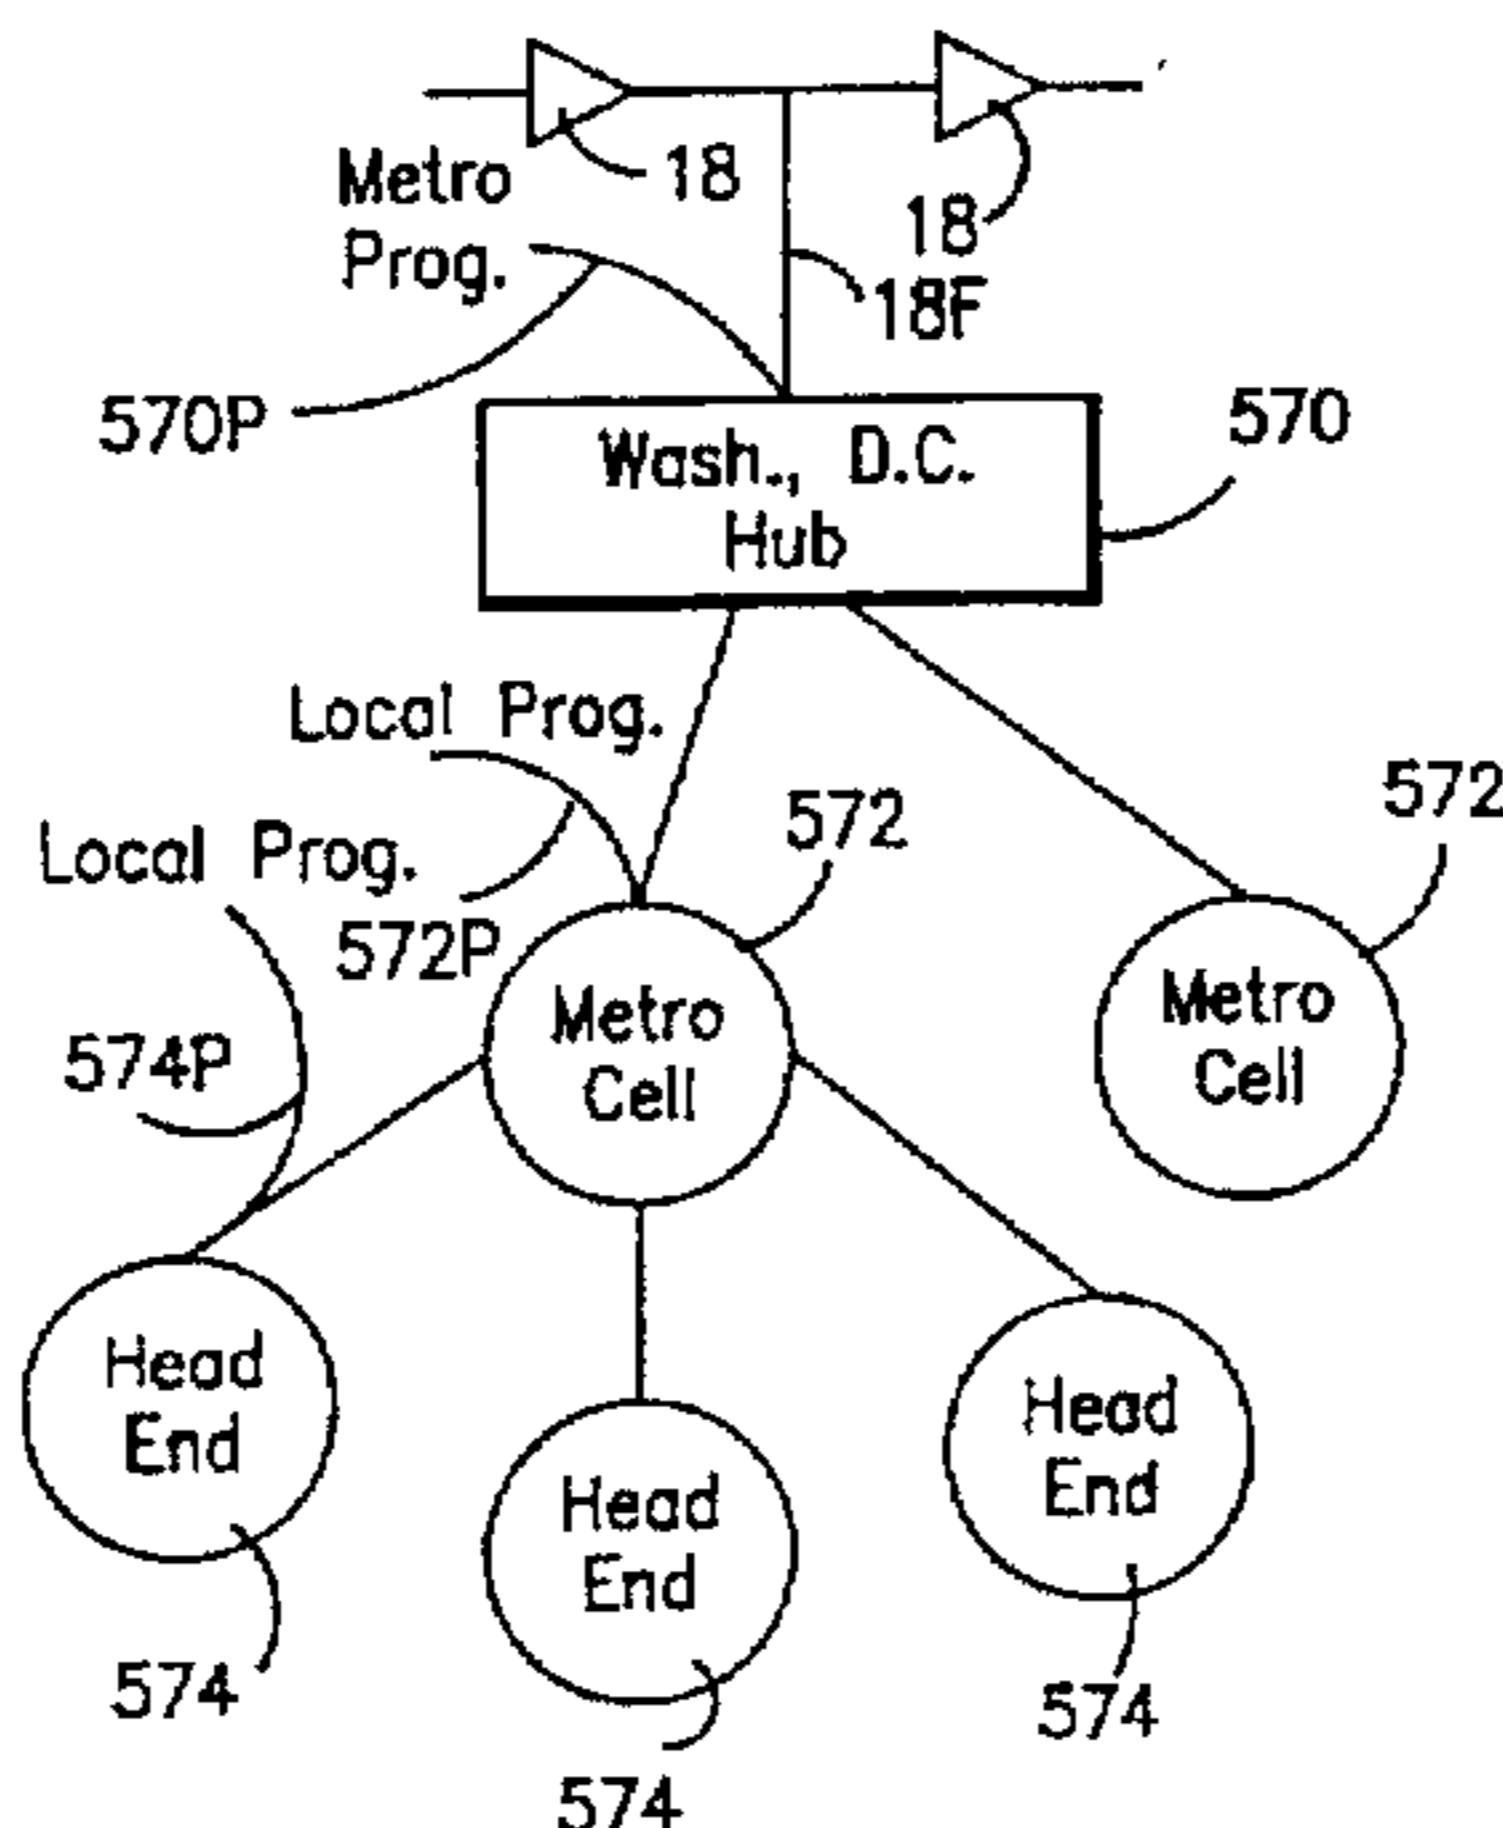 Metro
Prog.
18
18
18F
570P
570
Wash., D.C.
Hub
Local Prog.
572
572
Local Prog.
572P
Metro
Cell
Metro
Cell
574P
Head
End
Head
End
Head
End
574
574
574